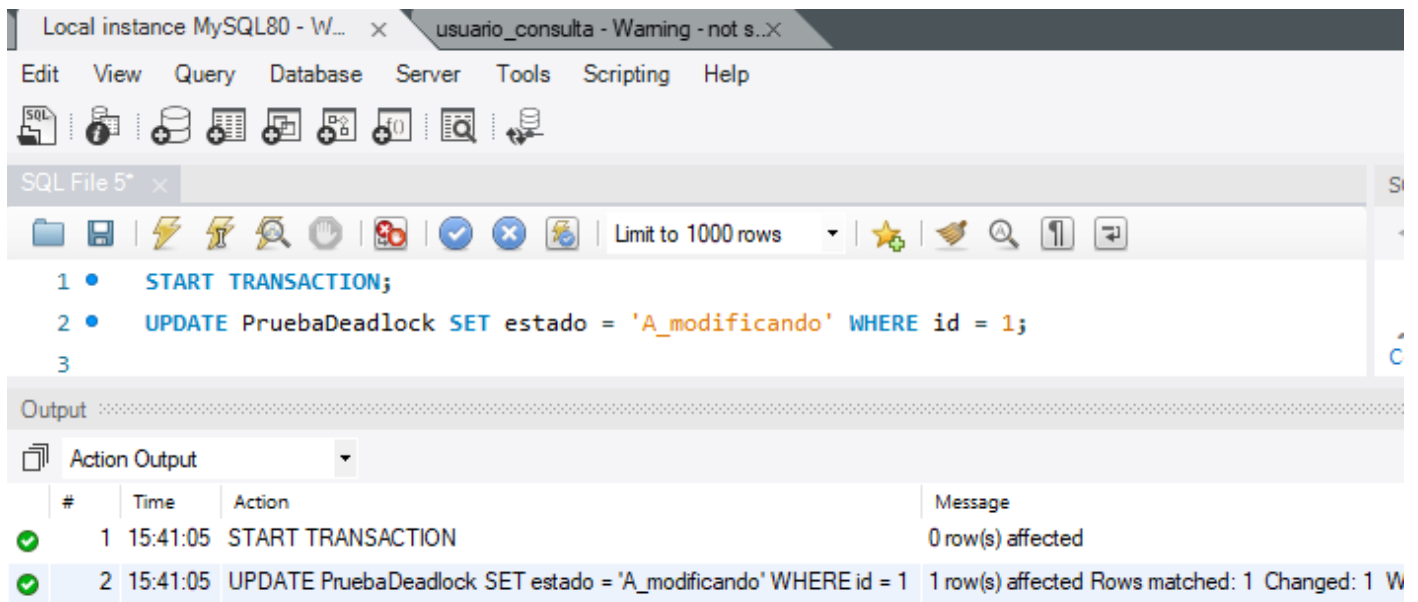 Local instance MySQL80 - W... usuario_consulta - Warning - not s..
Edit View Query Database Server Tools Scripting Help
SQL
SQL File 5*
Limit to 1000 rows
1 START TRANSACTION;
2 UPDATE PruebaDeadlock SET estado = 'A_modificando' WHERE id = 1;
3
Output
Action Output
# Time Action Message
1 15:41:05 START TRANSACTION 0 row(s) affected
2 15:41:05 UPDATE PruebaDeadlock SET estado = 'A_modificando' WHERE id = 1 1 row(s) affected Rows matched: 1 Changed: 1